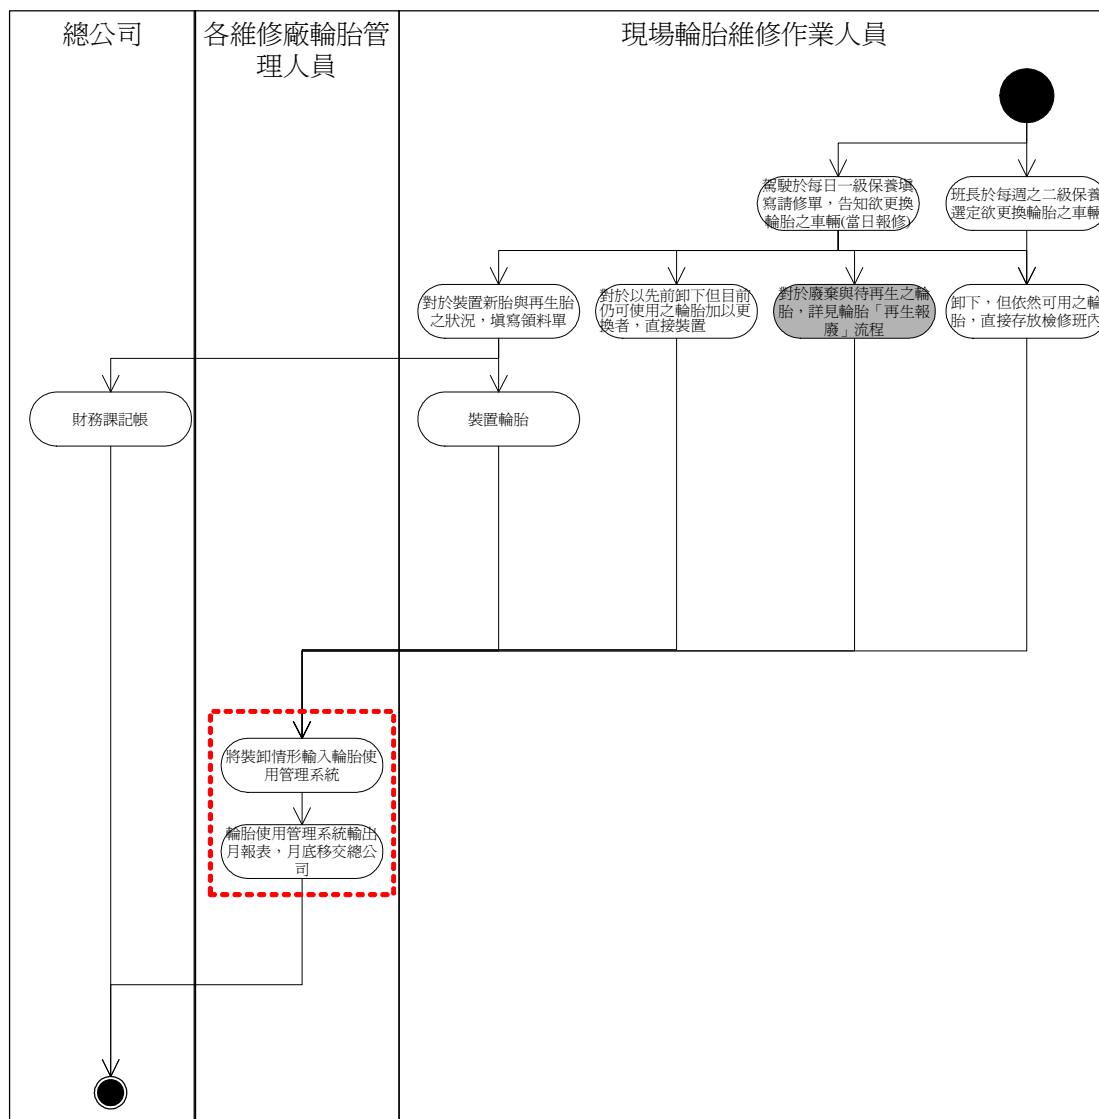 總公司
各維修廠輪胎管
理人員
現場輪胎維修作業人員
駕駛於每日一級保養填
寫請修單，告知欲更換
輪胎之車輛(當日報修)
班長於每週之二級保養
選定欲更換輪胎之車輛
對於裝置新胎與再生胎
之狀況，填寫領料單
對於以先前卸下但目前
仍可使用之輪胎加以更
換者，直接裝置
對於廢棄與待再生之輪
胎，詳見輪胎「再生報
廢」流程
卸下，但依然可用之輪
胎，直接存放檢修班內
財務課記帳
裝置輪胎
將裝卸情形輸入輪胎使
用管理系統
輪胎使用管理系統輸出
月報表，月底移交總公
司